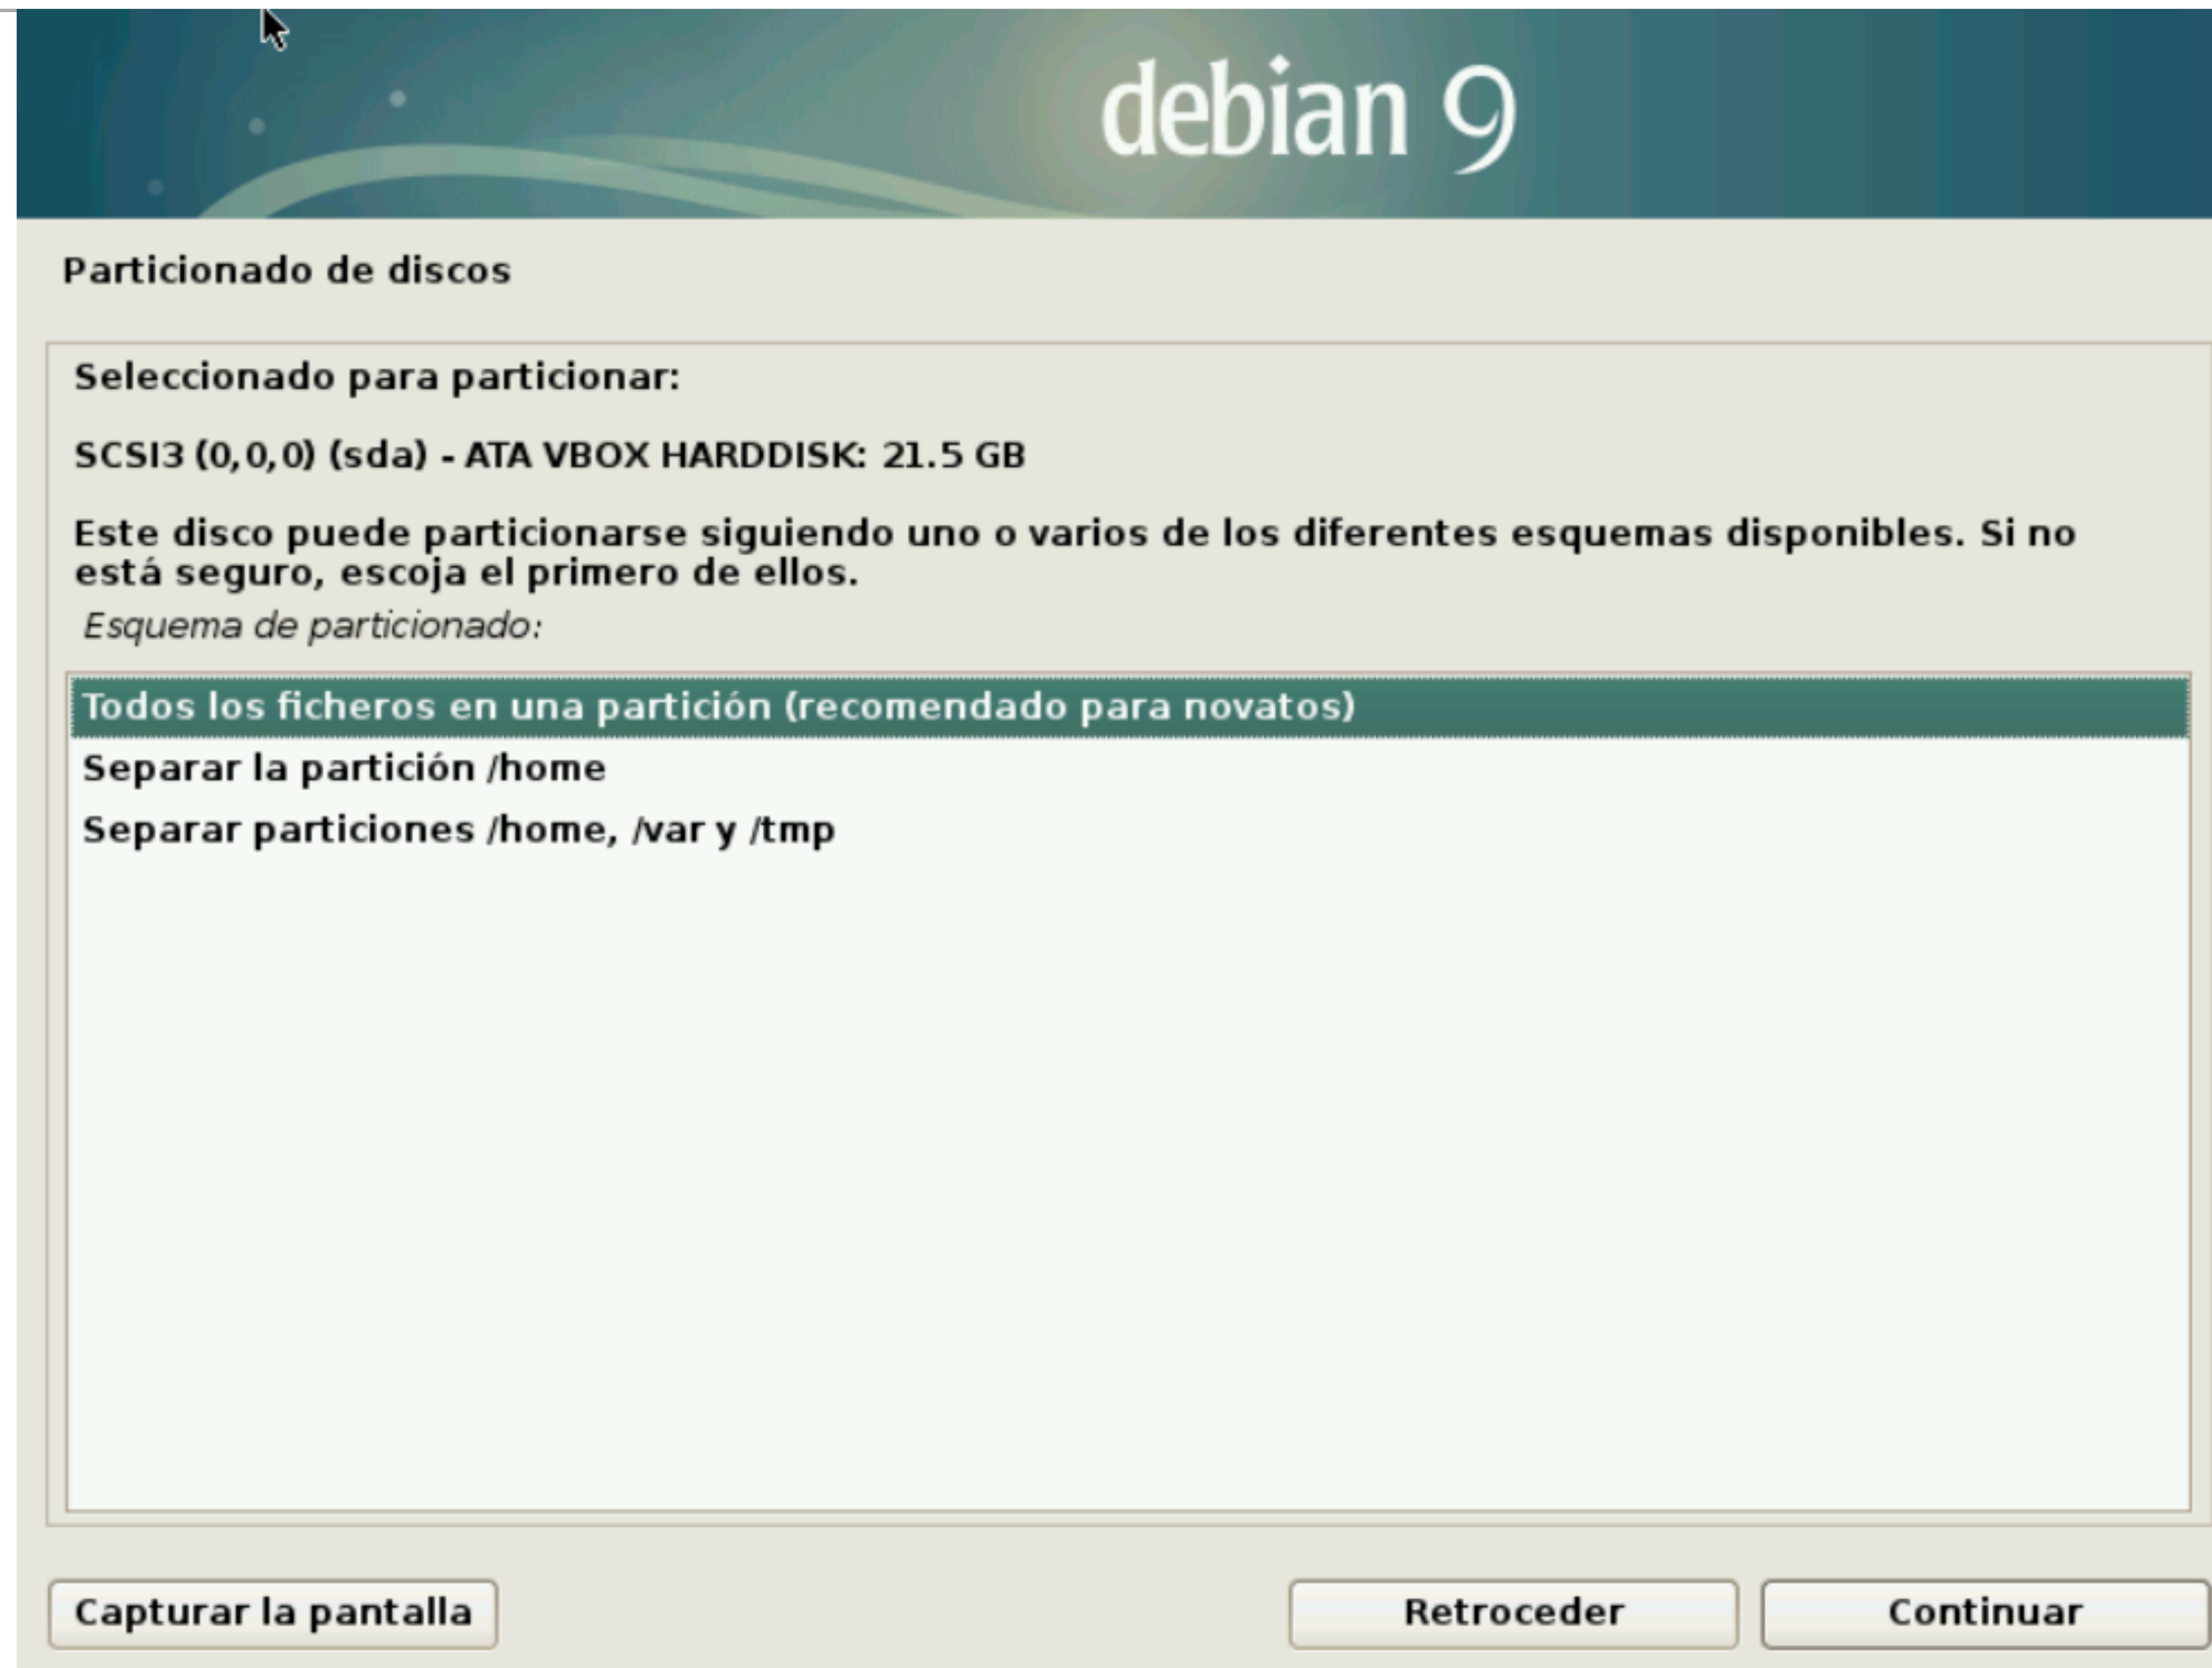 debian 9
Particionado de discos
Seleccionado para particionar:
SCSI3 (0,0,0) (sda) - ATA VBOX HARDDISK: 21.5 GB
Este disco puede particionarse siguiendo uno o varios de los diferentes esquemas disponibles. Si no
está seguro, escoja el primero de ellos.
Esquema de particionado:
Todos los ficheros en una partición (recomendado para novatos)
Separar la partición /home
Separar particiones /home, /var y /tmp
Capturar la pantalla
Retroceder
Continuar